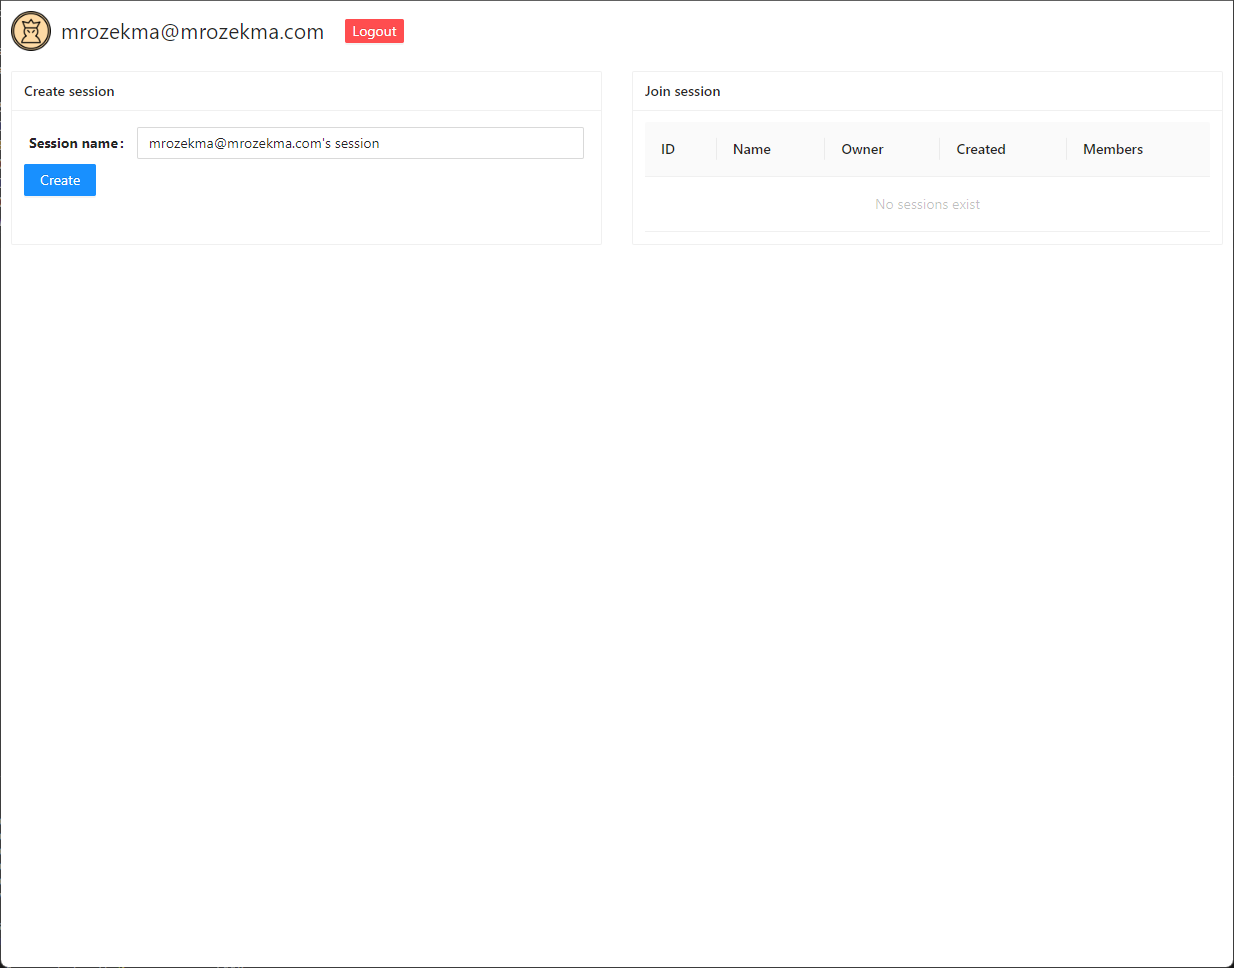 mrozekma@mrozekma.com Logout
Create session
Session name:
mrozekma@mrozekma.com's session
Create
Join session
ID Name Owner Created Members
No sessions exist